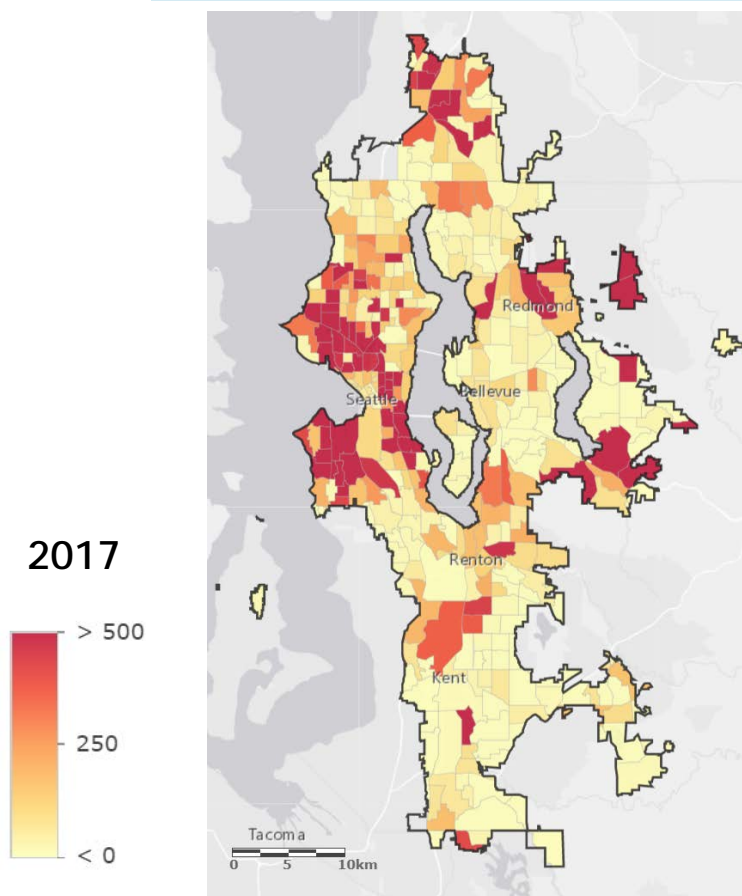 Redmond
Bellevue
Seattle
2017
Renton
> 500
Kent
250
Tacoma
< 0
0 5 10km